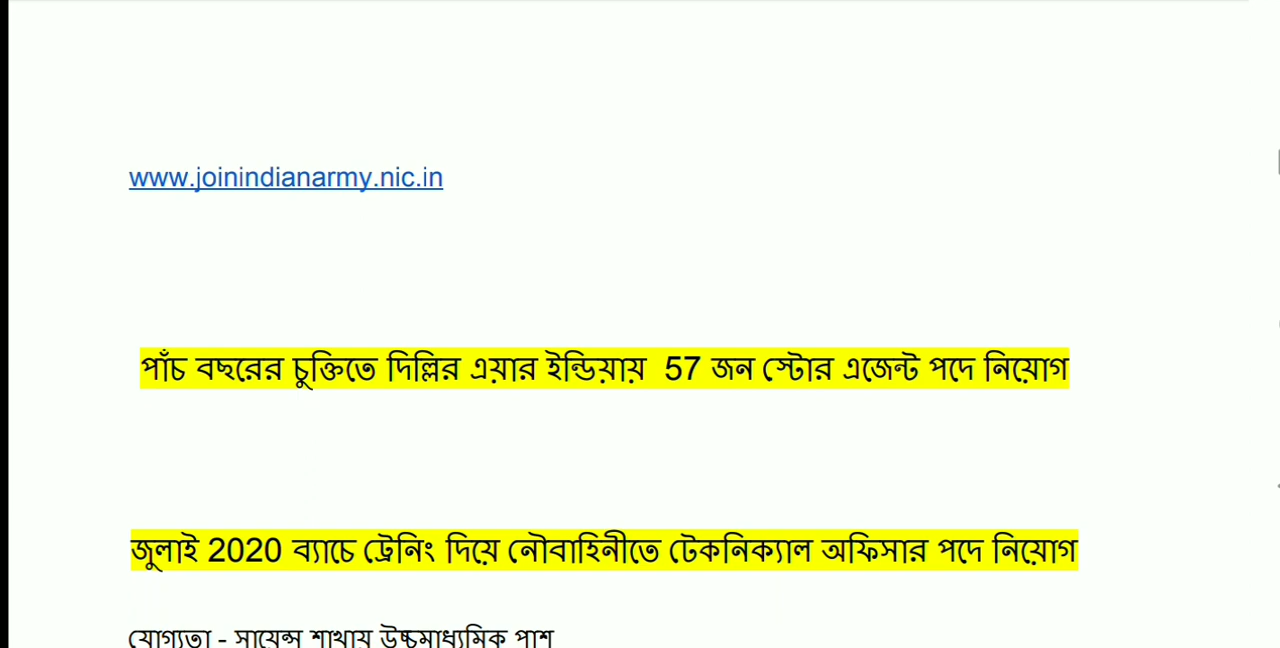 www.joinindianarmy.nic.in
পাঁচ বছরের চুক্তিতে দিল্লির এয়ার ইন্ডিয়ায় 57 জন স্টোর এজেন্ট পদে নিয়োগ
জুলাই 2020 ব্যাচে ট্রেনিং দিয়ে নৌবাহিনীতে টেকনিক্যাল অফিসার পদে নিয়োগ
যোগ্যতা - সায়েন্স শাখায় উচ্চমাধ্যমিক পাশ